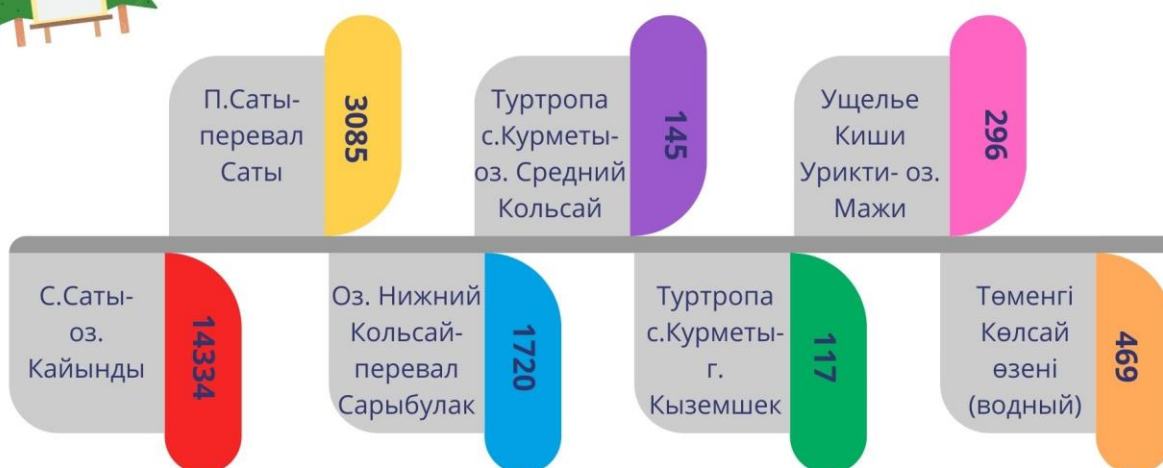 П.Саты-
перевал
Саты
3085
Туртропа
с.Курметы-
оз. Средний
Кольсай
145
Ущелье
Киши
Урикти- оз.
Мажи
296
С.Саты-
оз.
Кайынды
14334
Оз. Нижний
Кольсай-
перевал
Сарыбулак
1720
Туртропа
с.Курметы-
г.
Кыземшек
117
Төменгі
Көлсай
өзені
(водный)
469